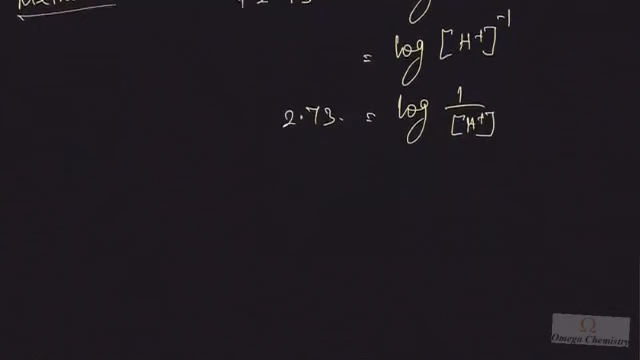 = log [H+]⁻¹
2.73 = log 1/[H+]
Ω
Omega Chemistry